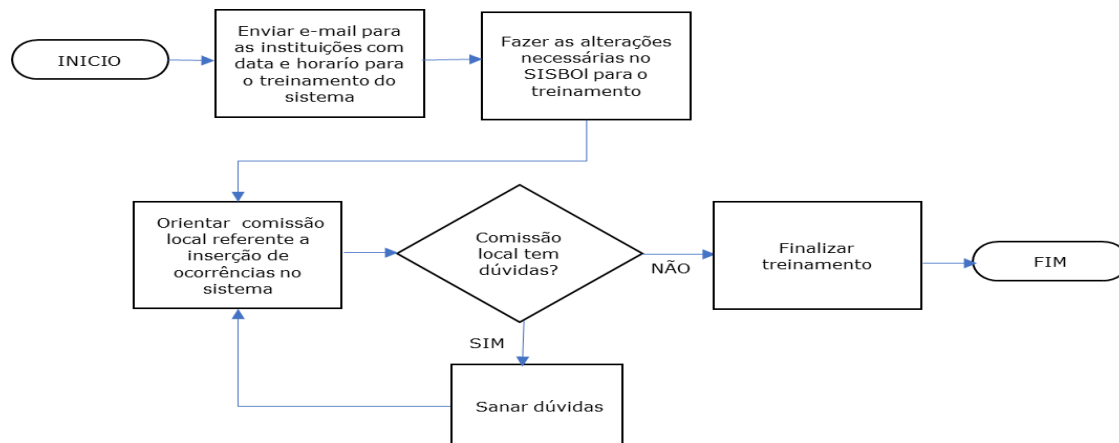 INICIO
Enviar e-mail para
as instituições com
data e horarío para
o treinamento do
sistema
Fazer as alterações
necessárias no
SISBOl para o
treinamento
Orientar comissão
local referente a
inserção de
ocorrências no
sistema
Comissão
local tem
dúvidas?
NÃO
Finalizar
treinamento
FIM
SIM
Sanar dúvidas